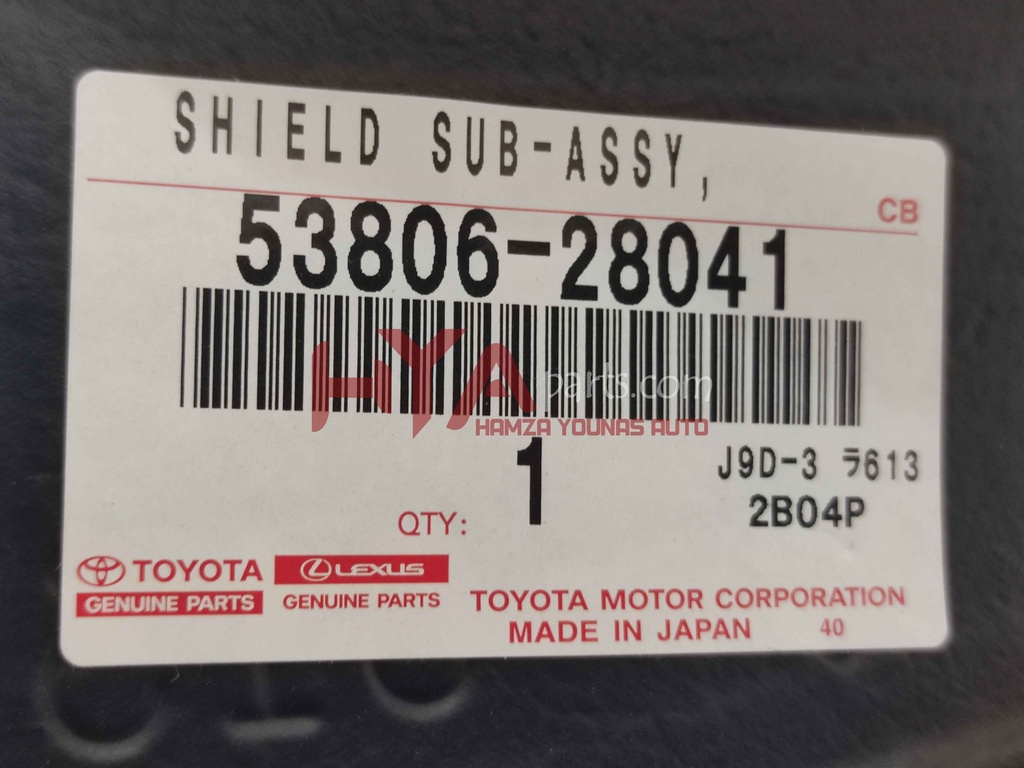 SHIELD SUB-ASSY,
CB
53806-28041
HYAparts.com
HAMZA YOUNAS AUTO
1
J9D-3 ラ613
QTY:
2B04P
TOYOTA
GENUINE PARTS
LEXUS
GENUINE PARTS
TOYOTA MOTOR CORPORATION
MADE IN JAPAN 40